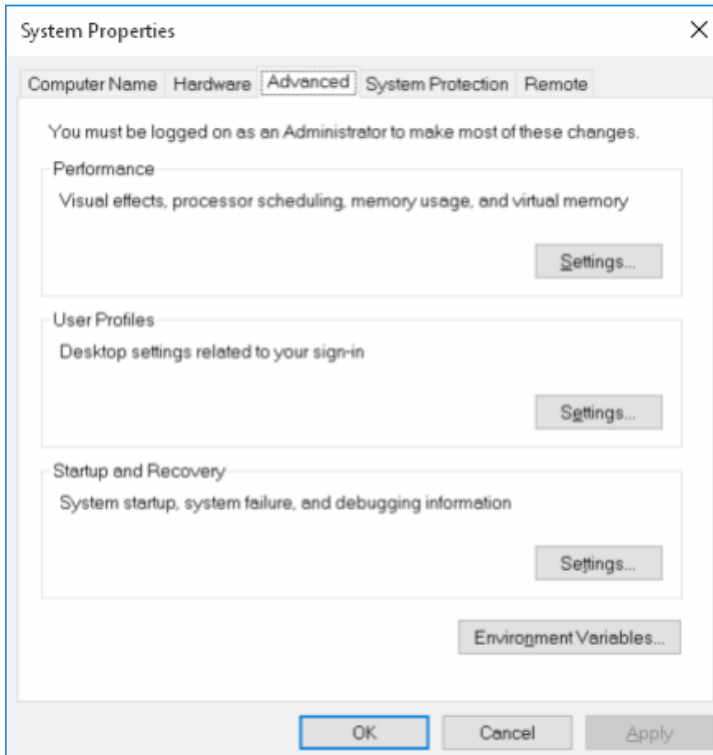 System Properties
Computer Name Hardware Advanced System Protection Remote
You must be logged on as an Administrator to make most of these changes.
Performance
Visual effects, processor scheduling, memory usage, and virtual memory
Settings...
User Profiles
Desktop settings related to your sign-in
Settings...
Startup and Recovery
System startup, system failure, and debugging information
Settings...
Environment Variables...
OK Cancel Apply